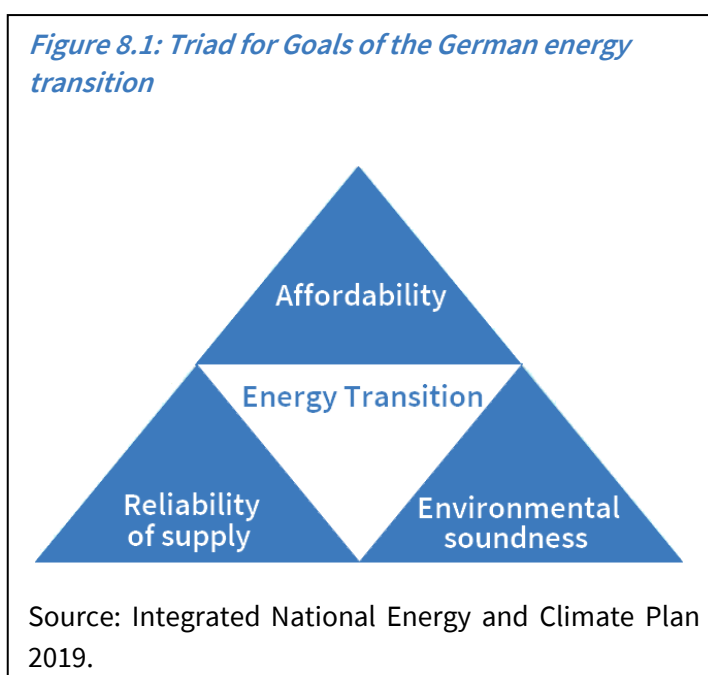 Figure 8.1: Triad for Goals of the German energy
transition
Affordability
Energy Transition
Reliability
of supply
Environmental
soundness
Source: Integrated National Energy and Climate Plan
2019.